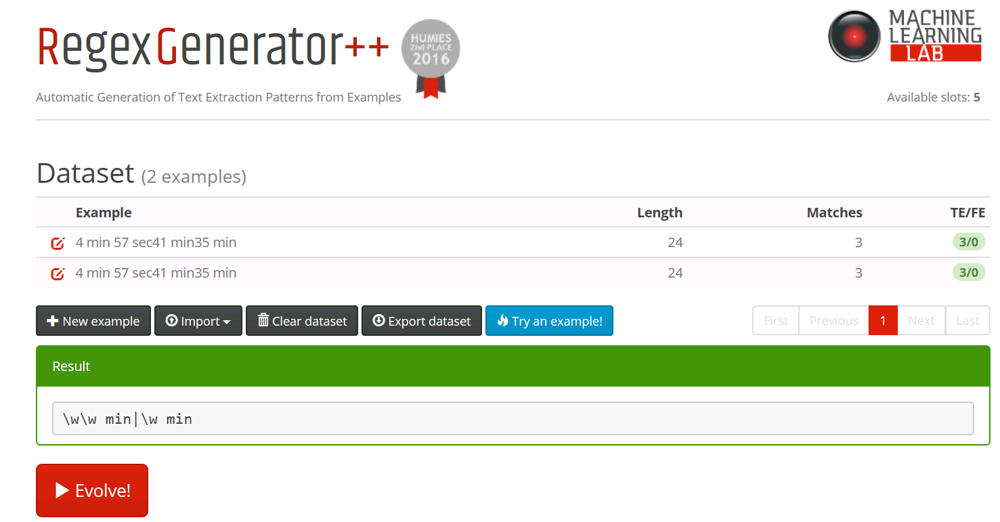 RegexGenerator++
HUMIES
2nd PLACE
2016
MACHINE
LEARNING
LAB
Automatic Generation of Text Extraction Patterns from Examples
Available slots: 5
Dataset (2 examples)
Example Length Matches TE/FE
4 min 57 sec41 min35 min 24 3 3/0
4 min 57 sec41 min35 min 24 3 3/0
New example Import Clear dataset Export dataset Try an example! First Previous 1 Next Last
Result
\w\w min|\w min
Evolve!